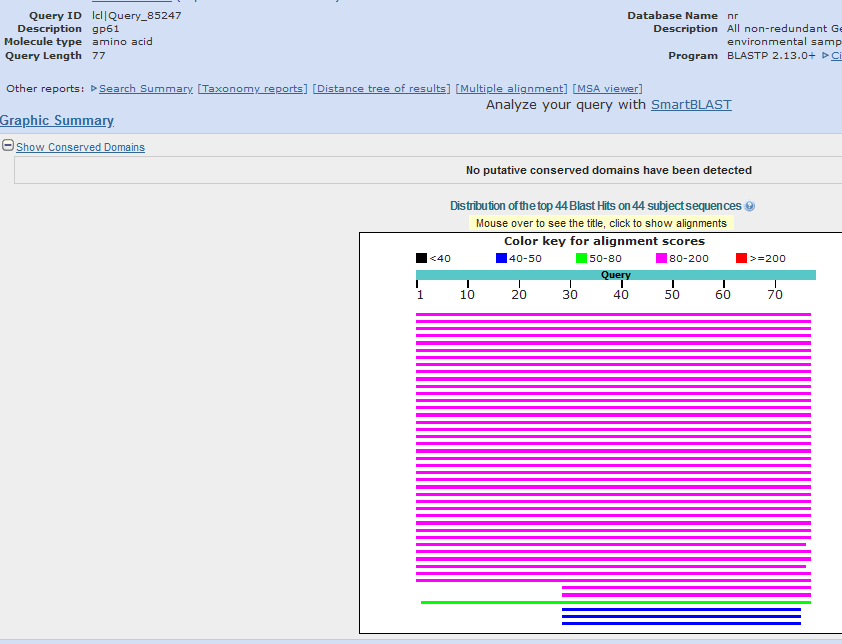 Query ID lcl|Query_85247
Description gp61
Molecule type amino acid
Query Length 77
Database Name nr
Description All non-redundant Ge
environmental samp
Program BLASTP 2.13.0+ Ci
Other reports: Search Summary [Taxonomy reports] [Distance tree of results] [Multiple alignment] [MSA viewer]
Analyze your query with SmartBLAST
Graphic Summary
Show Conserved Domains
No putative conserved domains have been detected
Distribution of the top 44 Blast Hits on 44 subject sequences
Mouse over to see the title, click to show alignments
Color key for alignment scores
<40 40-50 50-80 80-200 >=200
Query
1 10 20 30 40 50 60 70